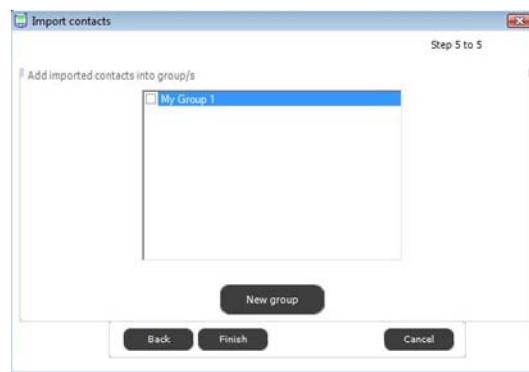 Import contacts
Step 5 to 5
Add imported contacts into group/s
My Group 1
New group
Back Finish Cancel